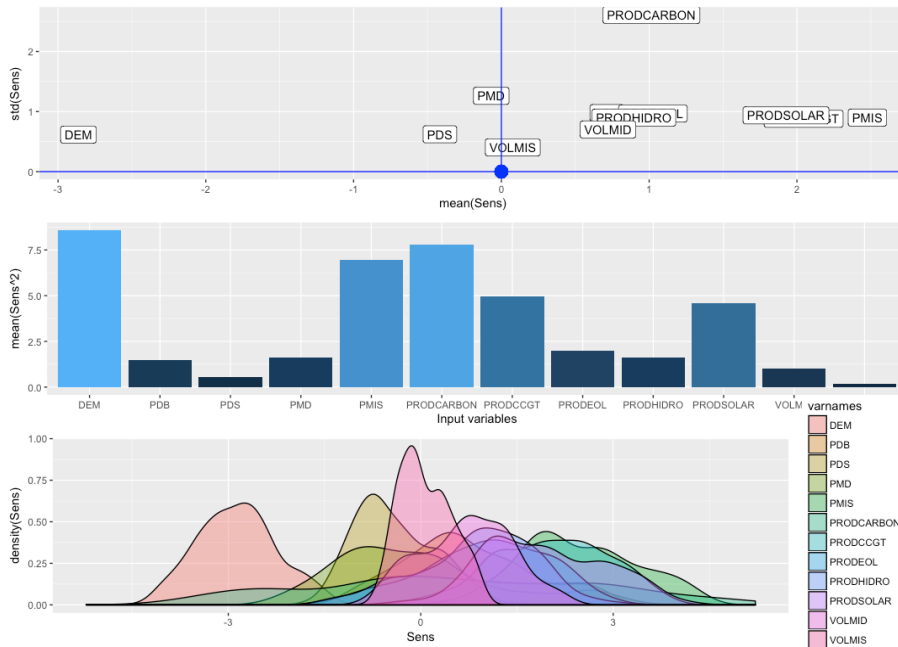 PRODCARBON
2
PMD
1
L
PRODHIDRO
PRODSOLAR
GT
PMIS
DEM
PDS
VOLMID
VOLMIS
0
std(Sens)
-3
-2
-1
0
1
2
mean(Sens)
7.5
5.0
2.5
0.0
mean(Sens^2)
DEM
PDB
PDS
PMD
PMIS
PRODCARBON
PRODCCGT
PRODEOL
PRODHIDRO
PRODSOLAR
VOLM
Input variables
1.00
0.75
0.50
0.25
0.00
density(Sens)
-3
0
3
Sens
varnames
DEM
PDB
PDS
PMD
PMIS
PRODCARBON
PRODCCGT
PRODEOL
PRODHIDRO
PRODSOLAR
VOLMID
VOLMIS